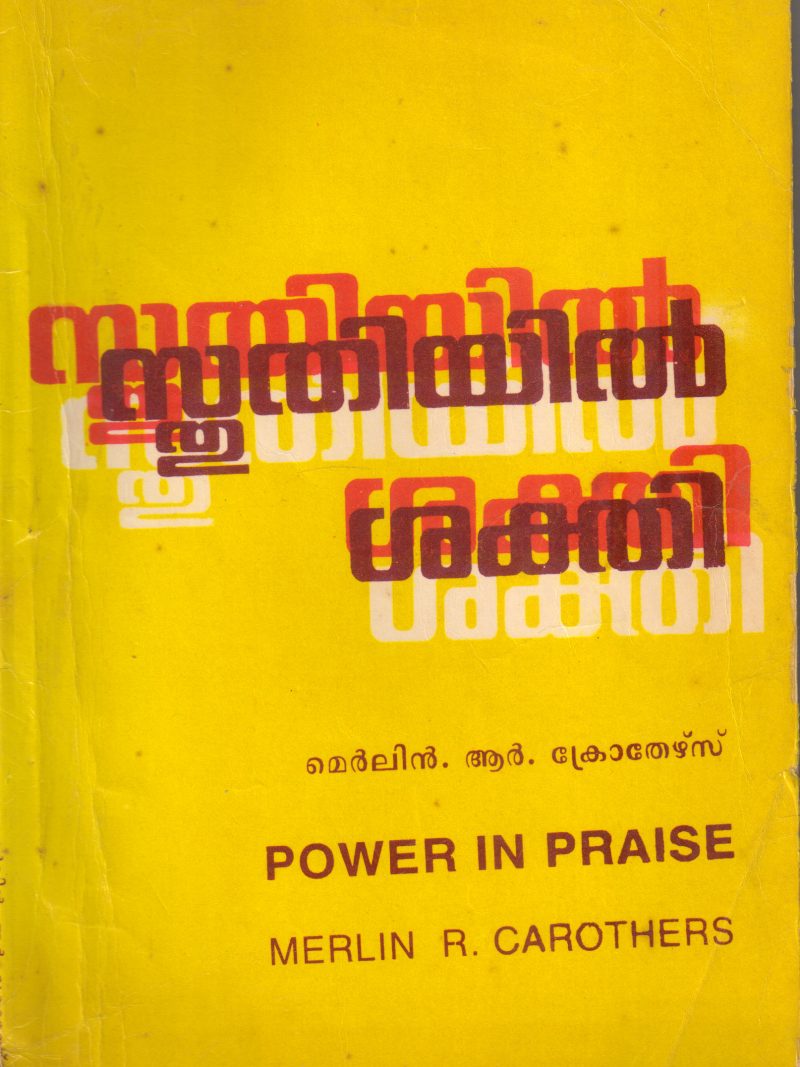 സ്തുതിയിൽ
ശക്തി
മെർലിൻ. ആർ. ക്രോതേഴ്സ്
POWER IN PRAISE
MERLIN R. CAROTHERS